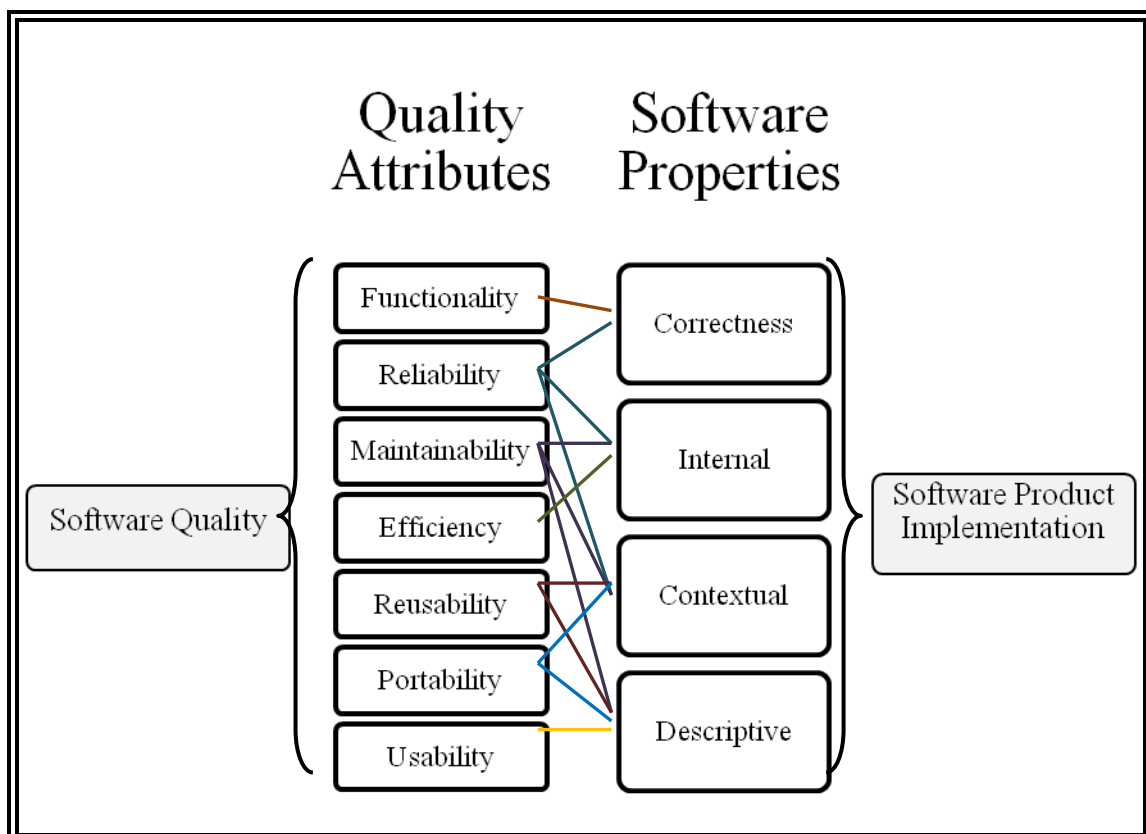 Quality
Attributes
Software
Properties
Functionality
Reliability
Maintainability
Efficiency
Reusability
Portability
Usability
Correctness
Internal
Contextual
Descriptive
Software Quality
Software Product
Implementation